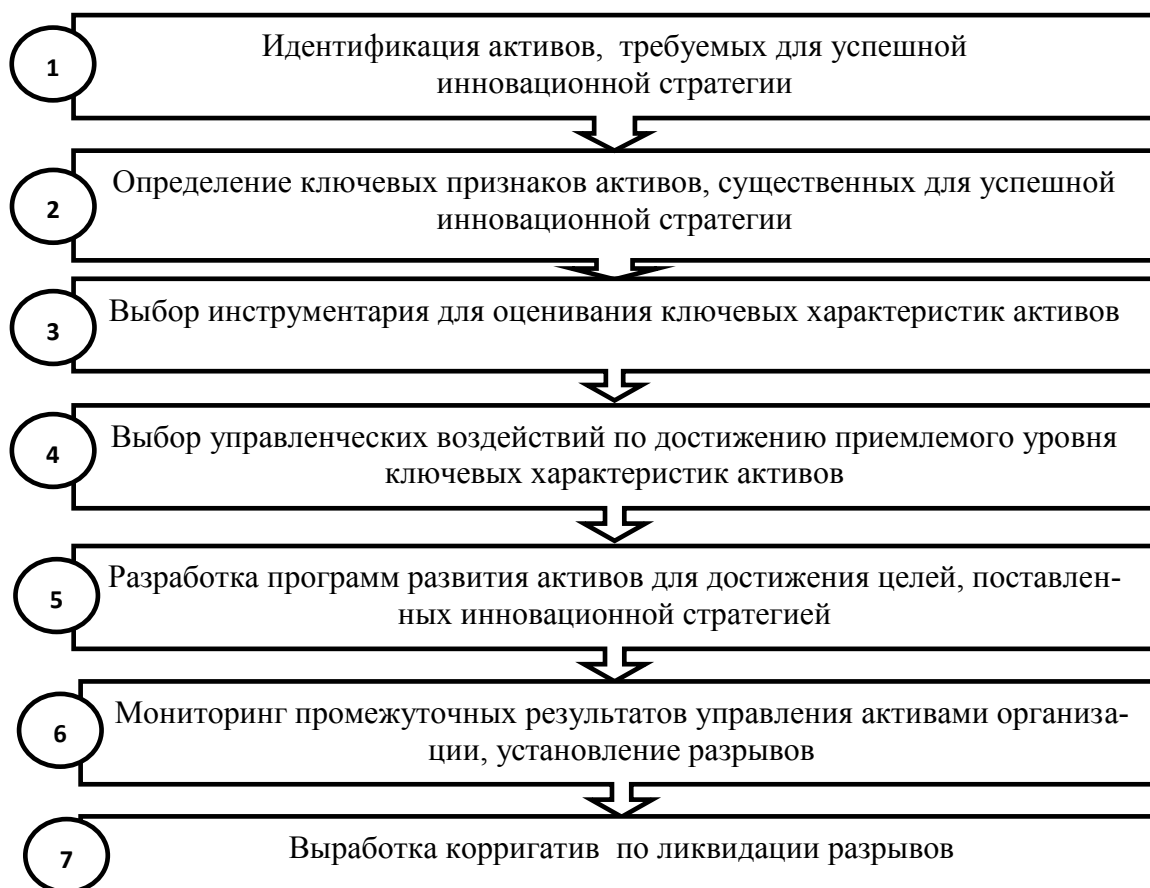 1
Идентификация активов, требуемых для успешной
инновационной стратегии
2
Определение ключевых признаков активов, существенных для успешной
инновационной стратегии
3
Выбор инструментария для оценивания ключевых характеристик активов
4
Выбор управленческих воздействий по достижению приемлемого уровня
ключевых характеристик активов
5
Разработка программ развития активов для достижения целей, поставлен-
ных инновационной стратегией
6
Мониторинг промежуточных результатов управления активами организа-
ции, установление разрывов
7
Выработка корригатив по ликвидации разрывов